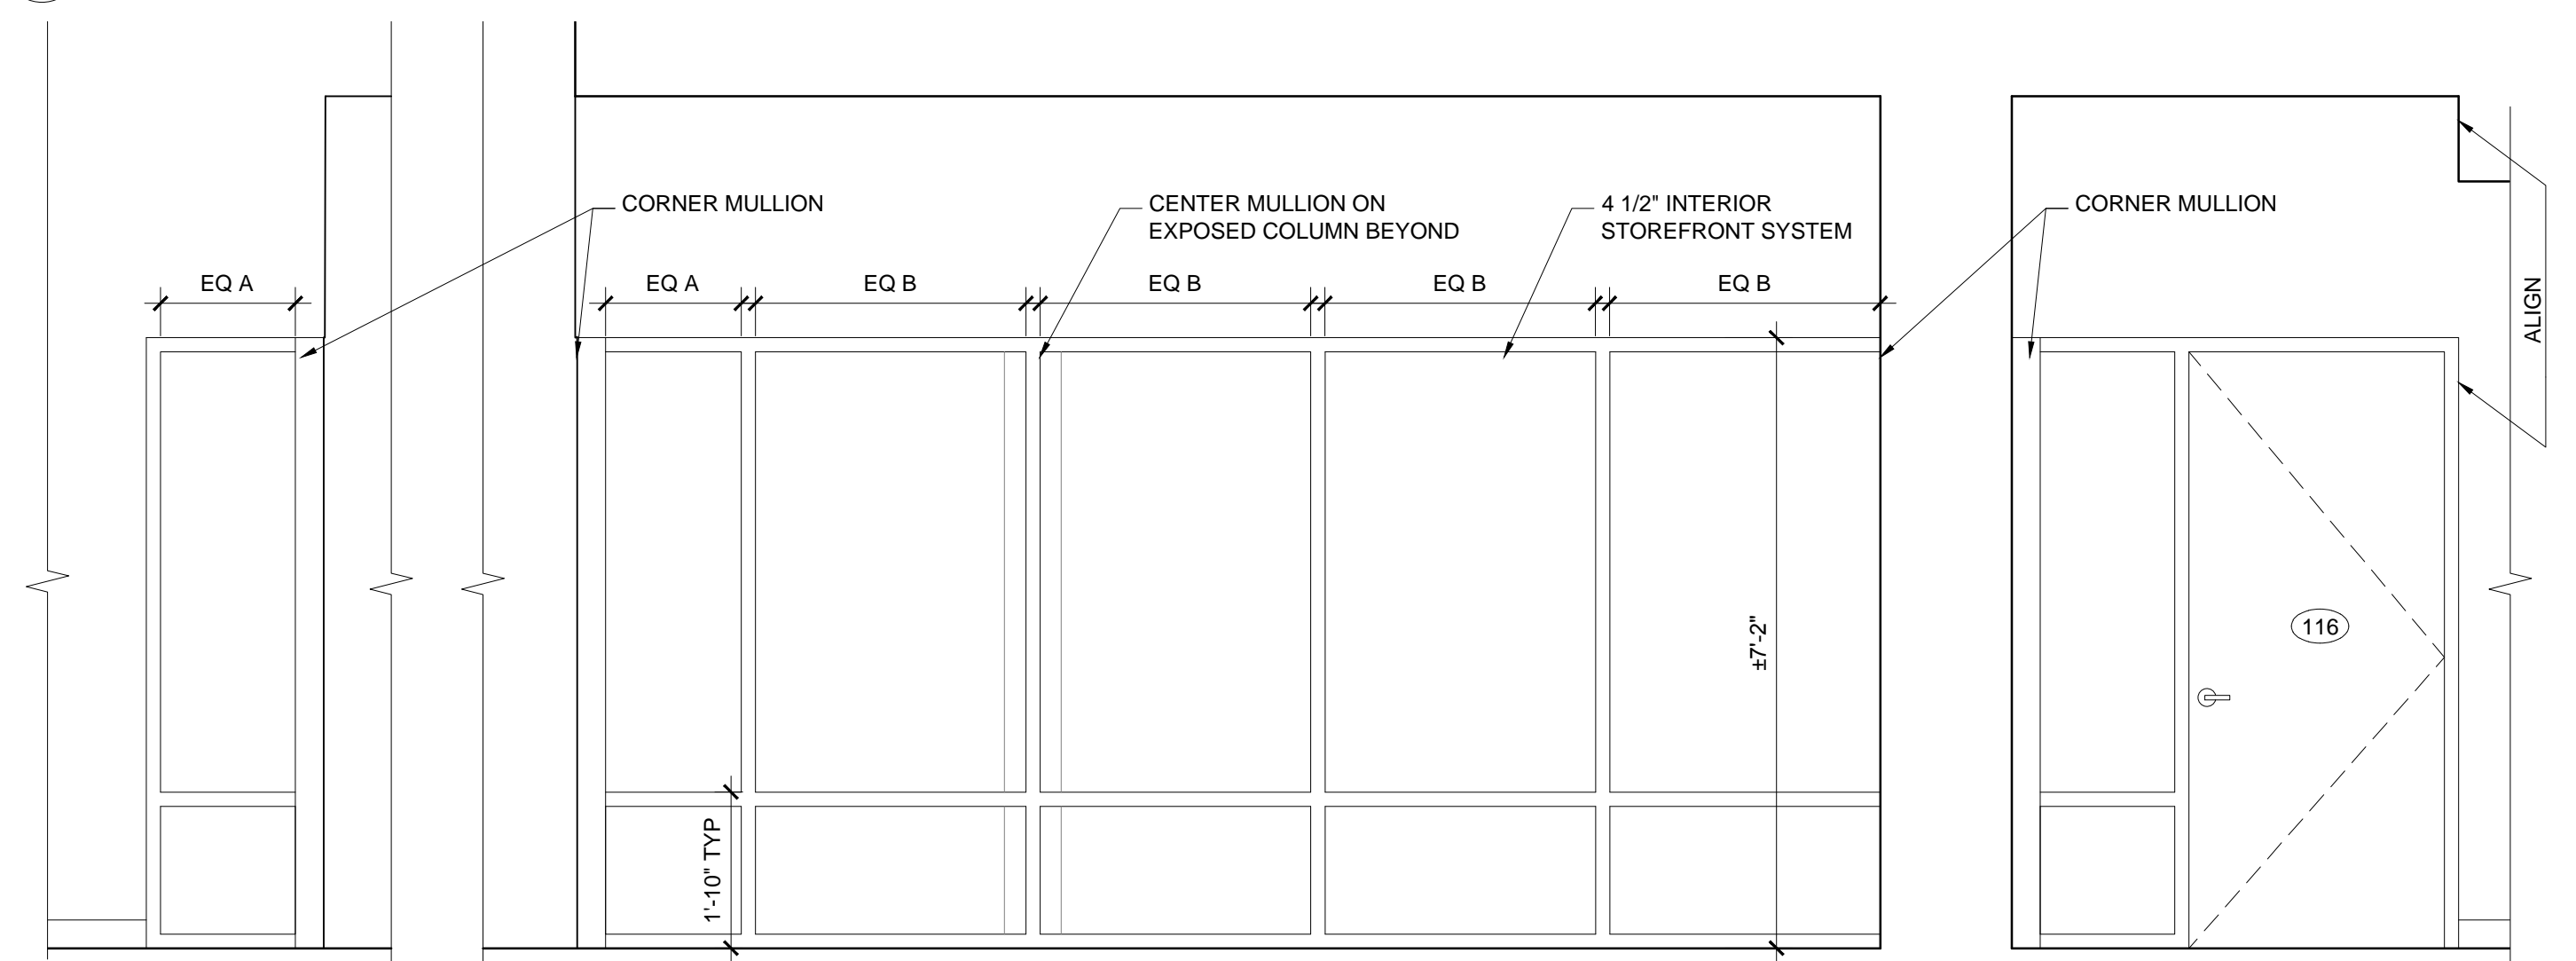 CORNER MULLION
CENTER MULLION ON
EXPOSED COLUMN BEYOND
4 1/2" INTERIOR
STOREFRONT SYSTEM
CORNER MULLION
EQ A
EQ A
EQ B
EQ B
EQ B
EQ B
ALIGN
±7'-2"
116
1'-10" TYP